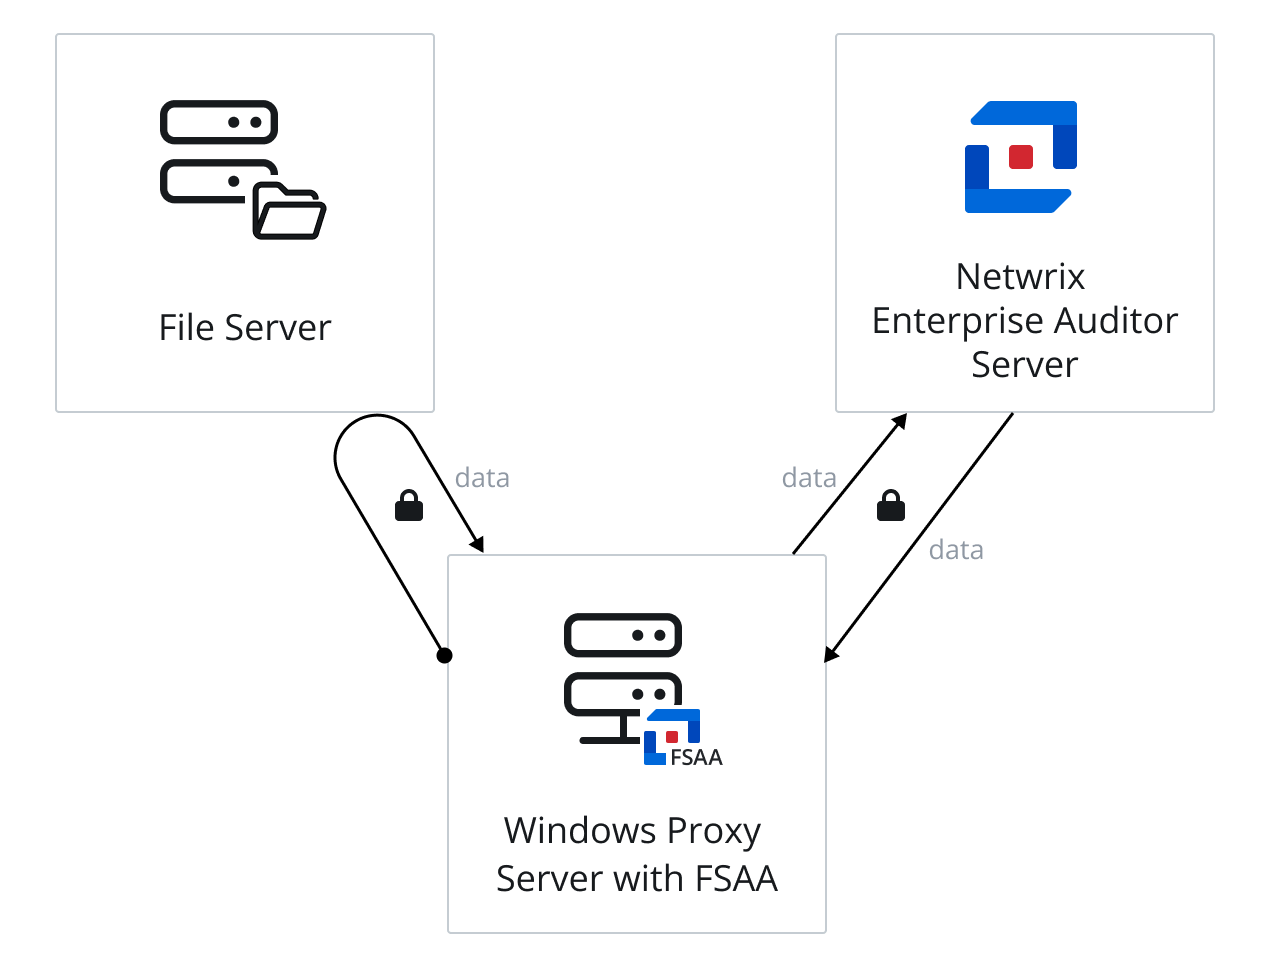 File Server
Netwrix
Enterprise Auditor
Server
data
data
data
FSAA
Windows Proxy
Server with FSAA